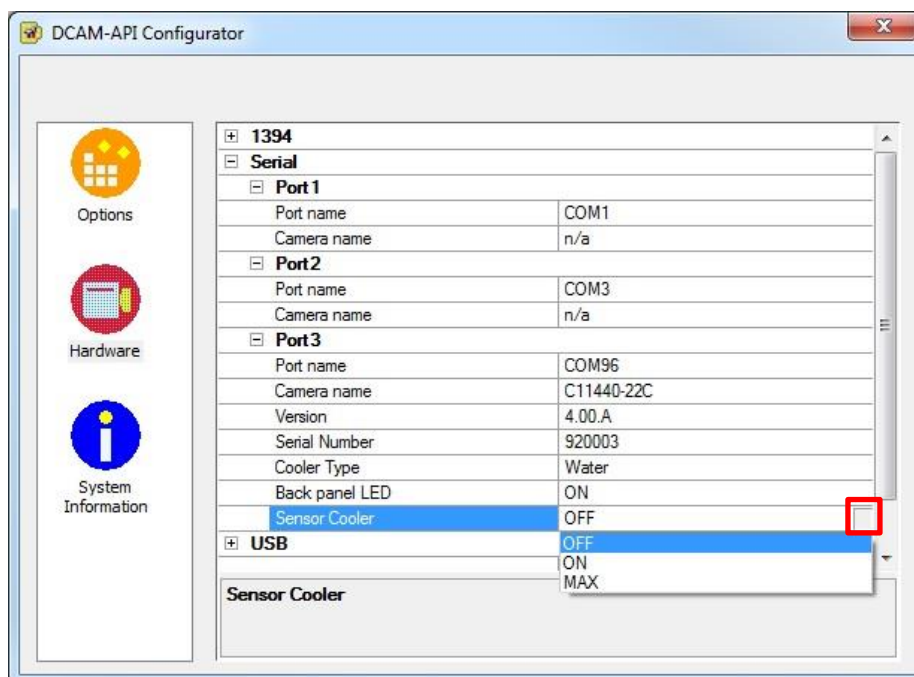 DCAM-API Configurator
Options
Hardware
System
Information
1394
Serial
Port1
Port name COM1
Camera name n/a
Port2
Port name COM3
Camera name n/a
Port3
Port name COM96
Camera name C11440-22C
Version 4.00.A
Serial Number 920003
Cooler Type Water
Back panel LED ON
Sensor Cooler OFF
USB
OFF
ON
MAX
Sensor Cooler